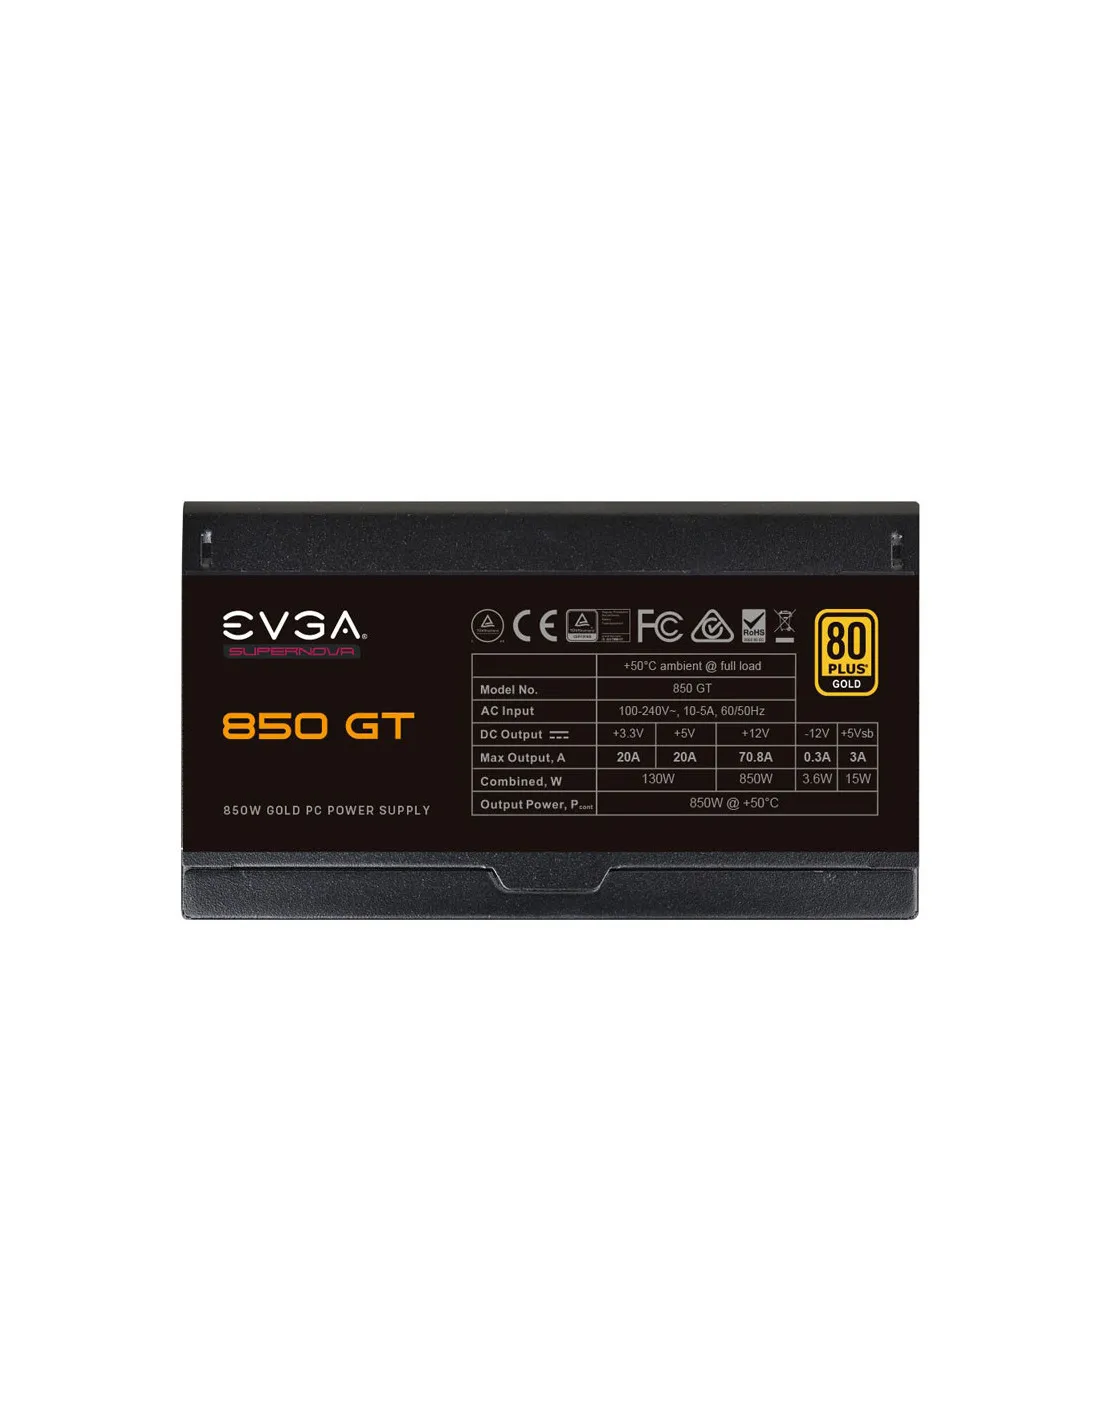 EVGA®
SUPERNOVA
850 GT
850W GOLD PC POWER SUPPLY
CE FC RoHS
80
PLUS®
GOLD
+50°C ambient @ full load
Model No. 850 GT
AC Input 100-240V~, 10-5A, 60/50Hz
DC Output +3.3V +5V +12V -12V +5Vsb
Max Output, A 20A 20A 70.8A 0.3A 3A
Combined, W 130W 850W 3.6W 15W
Output Power, Pcont 850W @ +50°C